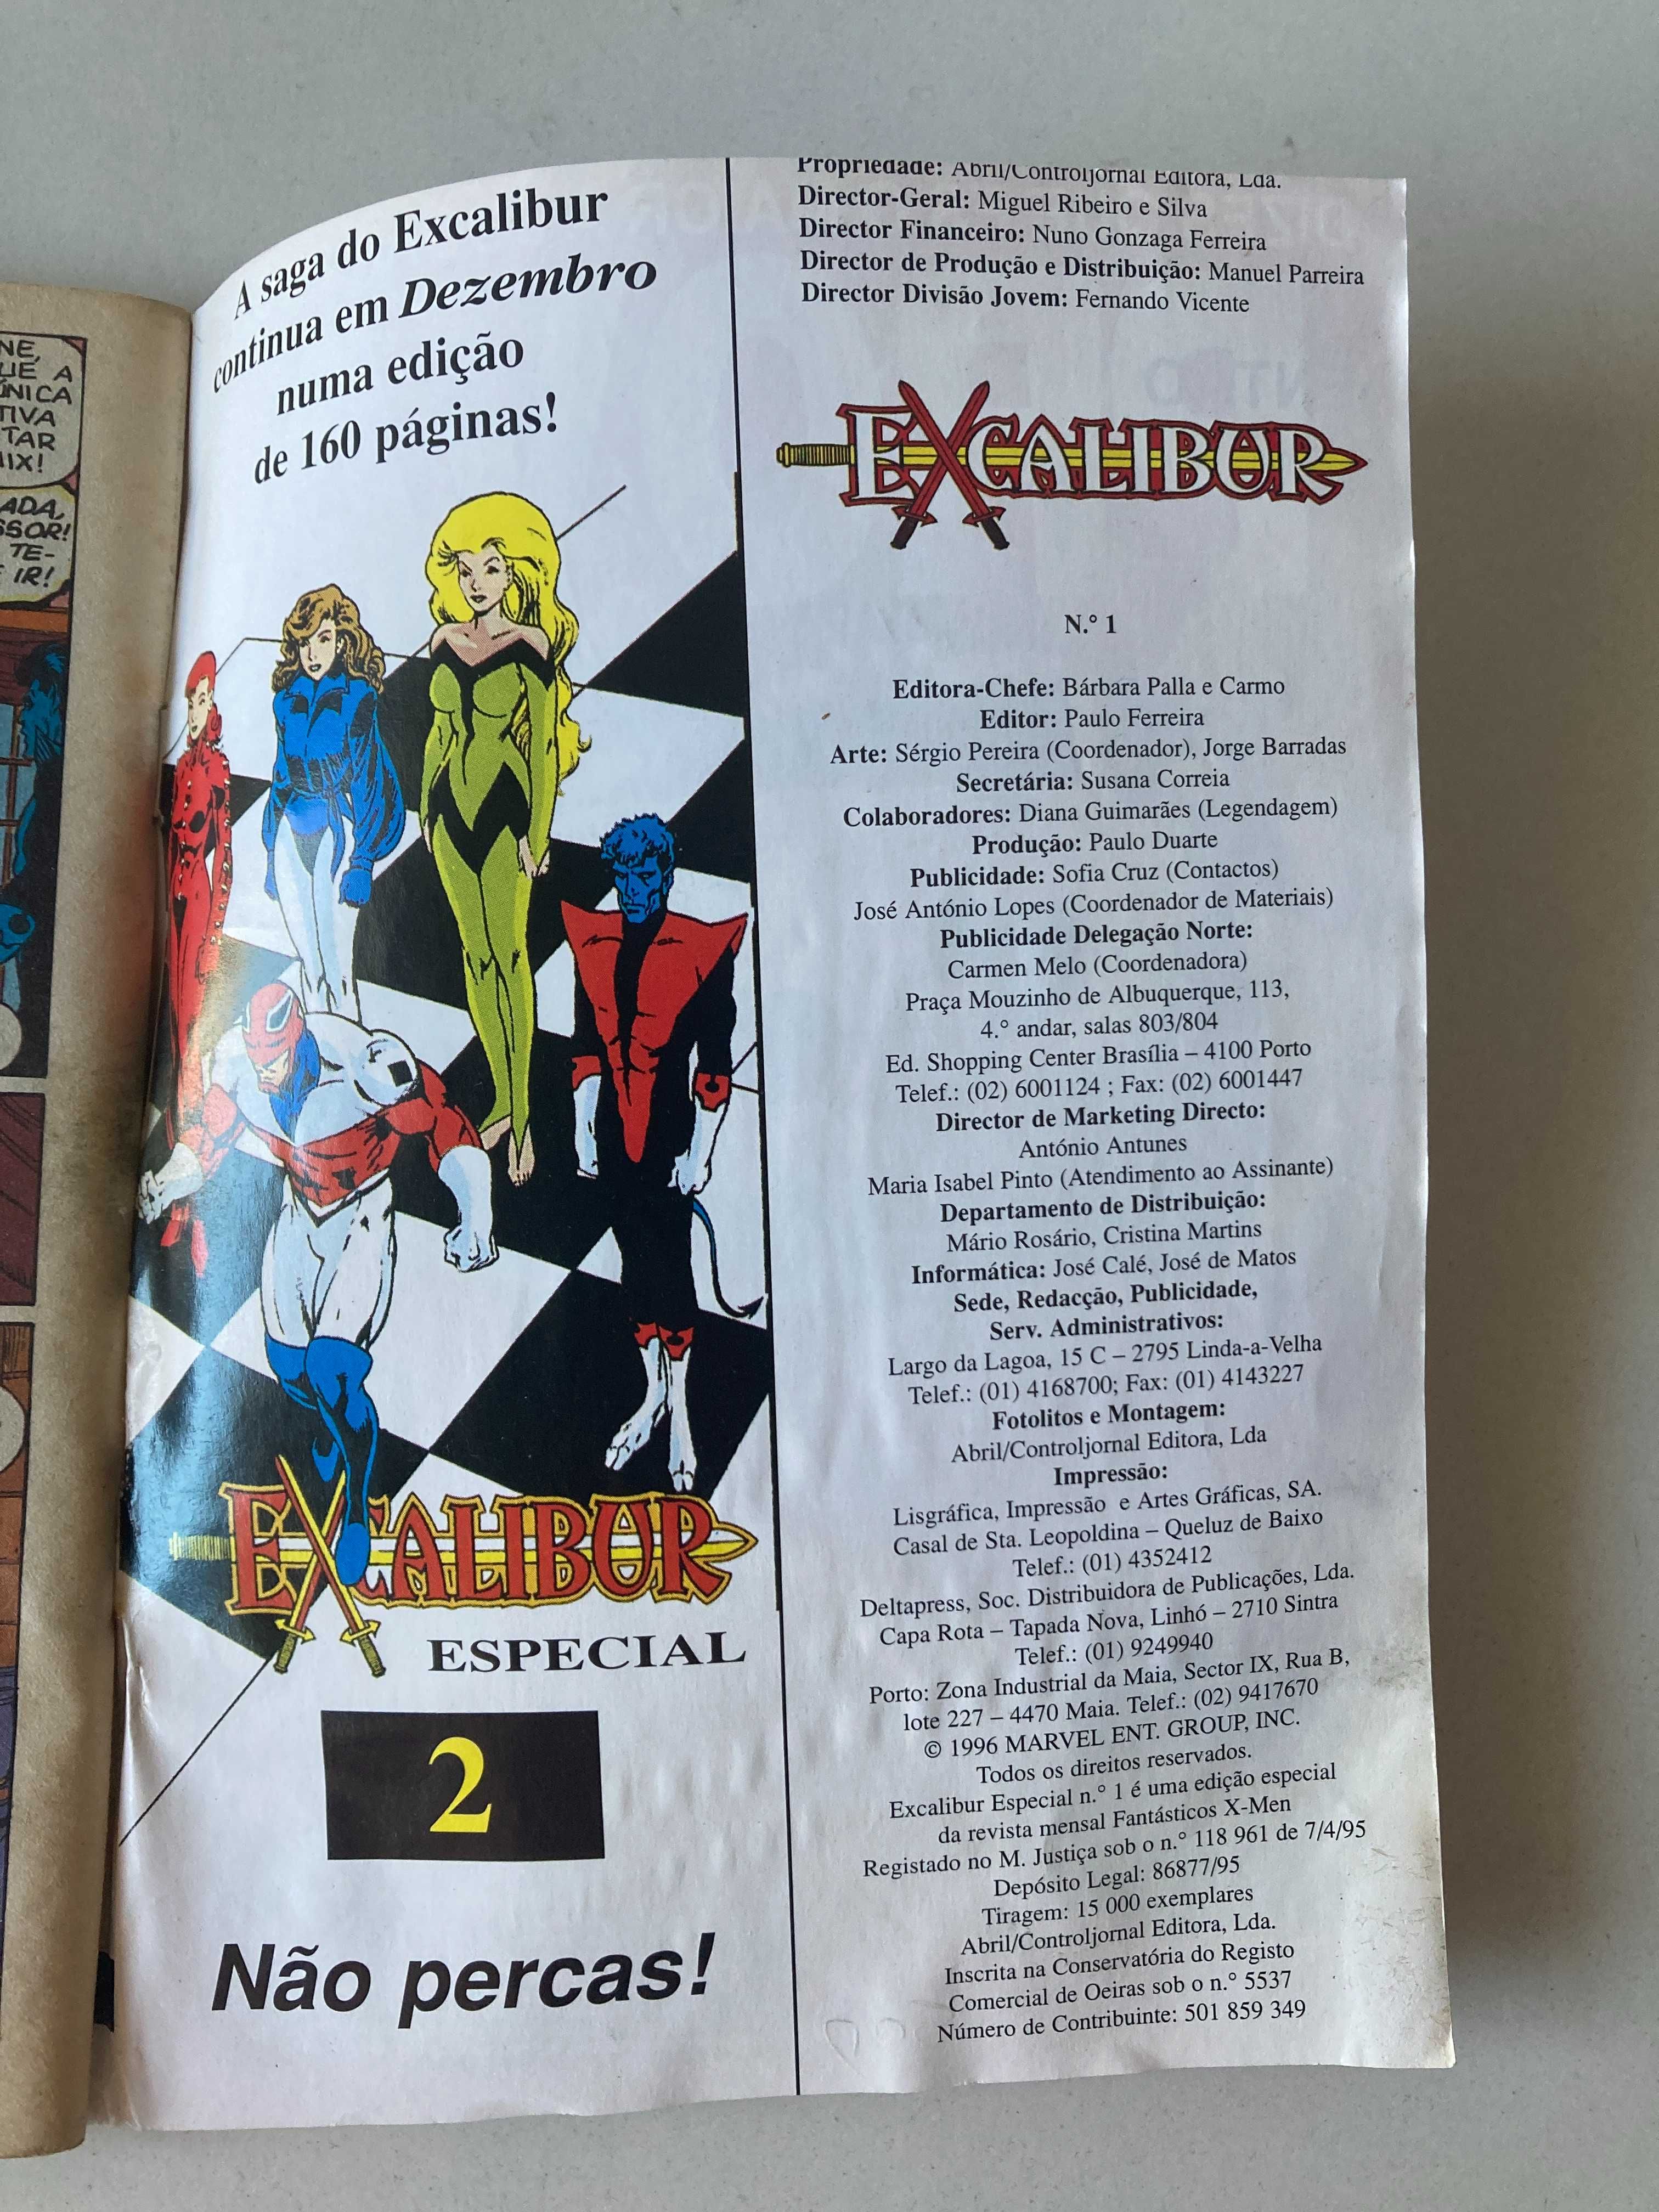 NE,
UE A
ÚNICA
TIVA
TAR
IX!
ADA,
SSOR!
TE-
IR!
A saga do Excalibur
continua em Dezembro
numa edição
de 160 páginas!
EXCALIBUR
ESPECIAL
2
Não percas!
Propriedade: Abril/Controljornal Editora, Lda.
Director-Geral: Miguel Ribeiro e Silva
Director Financeiro: Nuno Gonzaga Ferreira
Director de Produção e Distribuição: Manuel Parreira
Director Divisão Jovem: Fernando Vicente
EXCALIBUR
N.° 1
Editora-Chefe: Bárbara Palla e Carmo
Editor: Paulo Ferreira
Arte: Sérgio Pereira (Coordenador), Jorge Barradas
Secretária: Susana Correia
Colaboradores: Diana Guimarães (Legendagem)
Produção: Paulo Duarte
Publicidade: Sofia Cruz (Contactos)
José António Lopes (Coordenador de Materiais)
Publicidade Delegação Norte:
Carmen Melo (Coordenadora)
Praça Mouzinho de Albuquerque, 113,
4.° andar, salas 803/804
Ed. Shopping Center Brasília – 4100 Porto
Telef.: (02) 6001124 ; Fax: (02) 6001447
Director de Marketing Directo:
António Antunes
Maria Isabel Pinto (Atendimento ao Assinante)
Departamento de Distribuição:
Mário Rosário, Cristina Martins
Informática: José Calé, José de Matos
Sede, Redacção, Publicidade,
Serv. Administrativos:
Largo da Lagoa, 15 C – 2795 Linda-a-Velha
Telef.: (01) 4168700; Fax: (01) 4143227
Fotolitos e Montagem:
Abril/Controljornal Editora, Lda
Impressão:
Lisgráfica, Impressão e Artes Gráficas, SA.
Casal de Sta. Leopoldina – Queluz de Baixo
Telef.: (01) 4352412
Deltapress, Soc. Distribuidora de Publicações, Lda.
Capa Rota – Tapada Nova, Linhó – 2710 Sintra
Telef.: (01) 9249940
Porto: Zona Industrial da Maia, Sector IX, Rua B,
lote 227 – 4470 Maia. Telef.: (02) 9417670
© 1996 MARVEL ENT. GROUP, INC.
Todos os direitos reservados.
Excalibur Especial n.° 1 é uma edição especial
da revista mensal Fantásticos X-Men
Registado no M. Justiça sob o n.° 118 961 de 7/4/95
Depósito Legal: 86877/95
Tiragem: 15 000 exemplares
Abril/Controljornal Editora, Lda.
Inscrita na Conservatória do Registo
Comercial de Oeiras sob o n.° 5537
Número de Contribuinte: 501 859 349